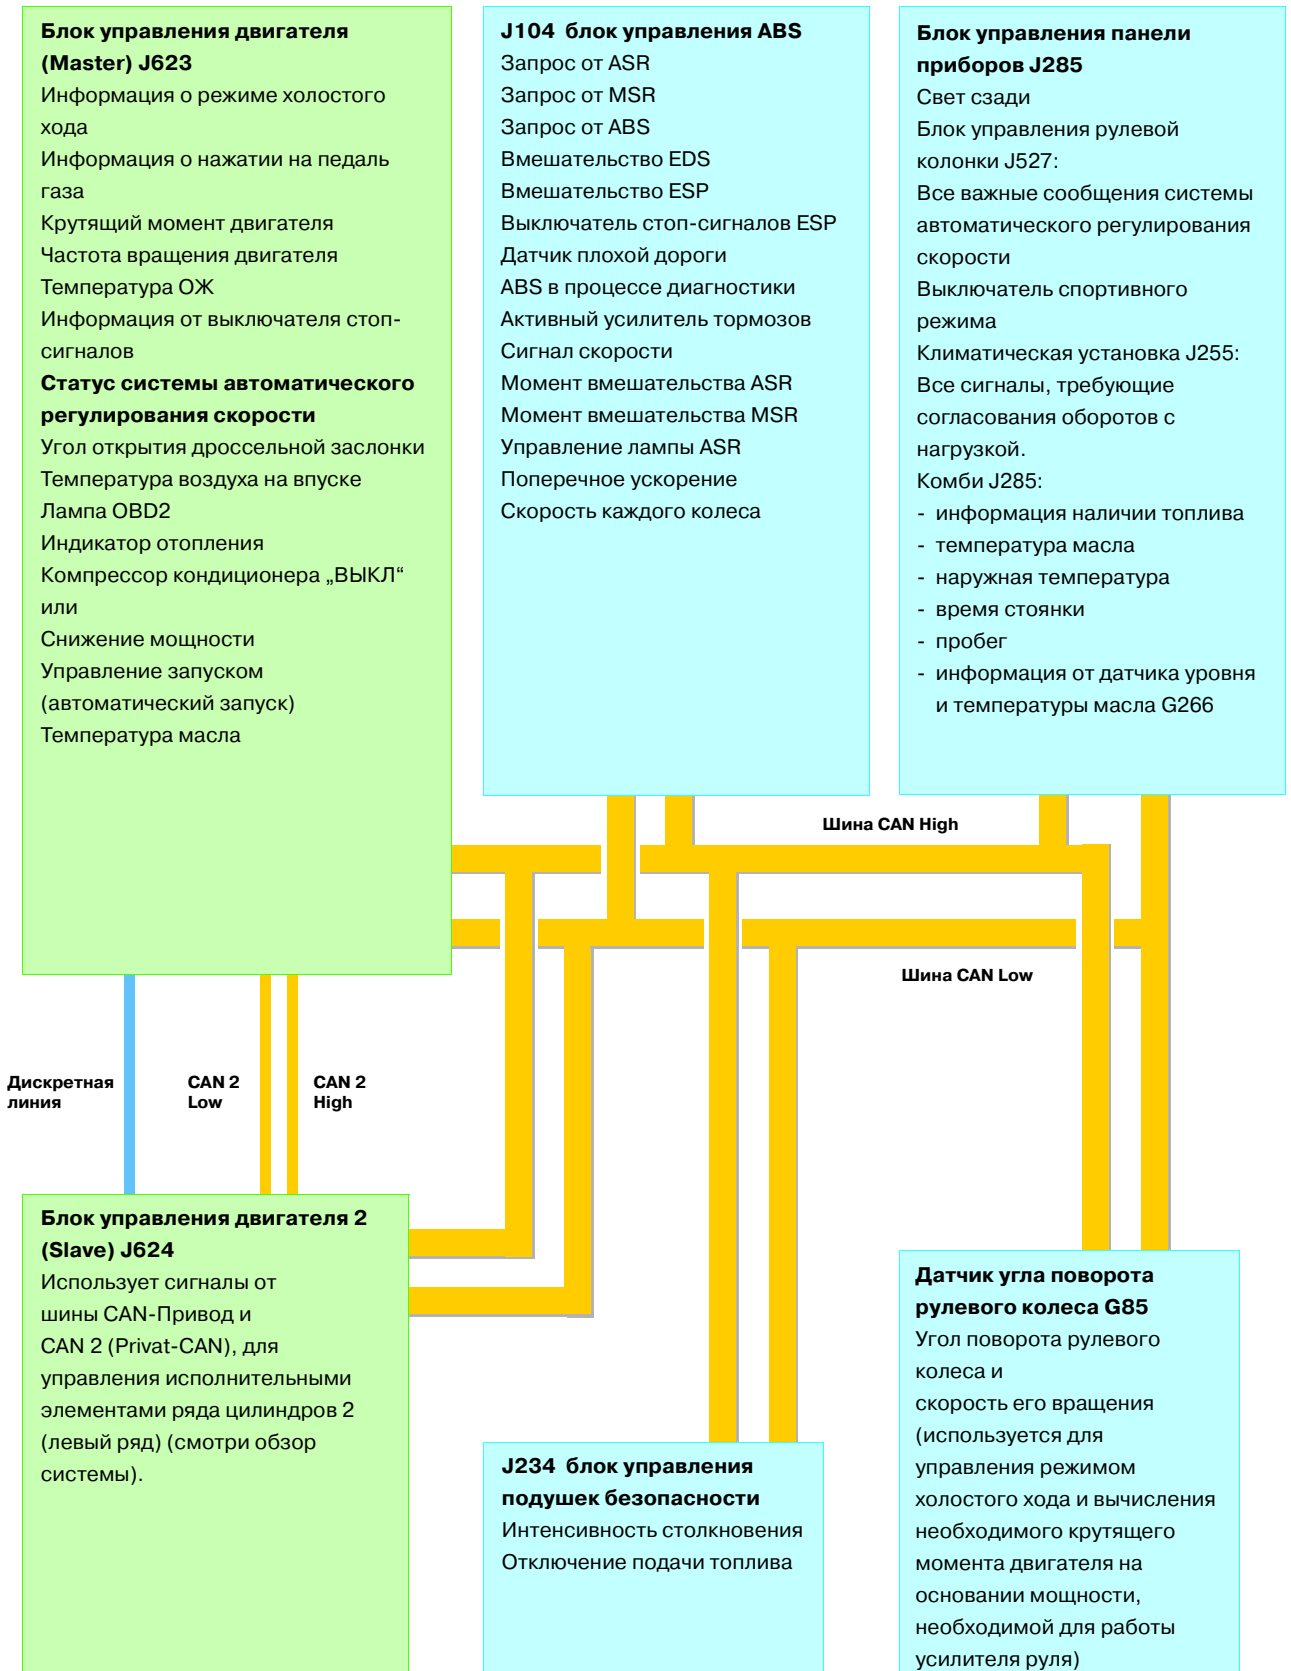 Блок управления двигателя
(Master) J623
Информация о режиме холостого
хода
Информация о нажатии на педаль
газа
Крутящий момент двигателя
Частота вращения двигателя
Температура ОЖ
Информация от выключателя стоп-
сигналов
Статус системы автоматического
регулирования скорости
Угол открытия дроссельной заслонки
Температура воздуха на впуске
Лампа OBD2
Индикатор отопления
Компрессор кондиционера „ВЫКЛ“
или
Снижение мощности
Управление запуском
(автоматический запуск)
Температура масла
J104 блок управления ABS
Запрос от ASR
Запрос от MSR
Запрос от ABS
Вмешательство EDS
Вмешательство ESP
Выключатель стоп-сигналов ESP
Датчик плохой дороги
ABS в процессе диагностики
Активный усилитель тормозов
Сигнал скорости
Момент вмешательства ASR
Момент вмешательства MSR
Управление лампы ASR
Поперечное ускорение
Скорость каждого колеса
Блок управления панели
приборов J285
Свет сзади
Блок управления рулевой
колонки J527:
Все важные сообщения системы
автоматического регулирования
скорости
Выключатель спортивного
режима
Климатическая установка J255:
Все сигналы, требующие
согласования оборотов с
нагрузкой.
Комби J285:
- информация наличии топлива
- температура масла
- наружная температура
- время стоянки
- пробег
- информация от датчика уровня
и температуры масла G266
Шина CAN High
Шина CAN Low
Дискретная
линия
CAN 2
Low
CAN 2
High
Блок управления двигателя 2
(Slave) J624
Использует сигналы от
шины CAN-Привод и
CAN 2 (Privat-CAN), для
управления исполнительными
элементами ряда цилиндров 2
(левый ряд) (смотри обзор
системы).
J234 блок управления
подушек безопасности
Интенсивность столкновения
Отключение подачи топлива
Датчик угла поворота
рулевого колеса G85
Угол поворота рулевого
колеса и
скорость его вращения
(используется для
управления режимом
холостого хода и вычисления
необходимого крутящего
момента двигателя на
основании мощности,
необходимой для работы
усилителя руля)